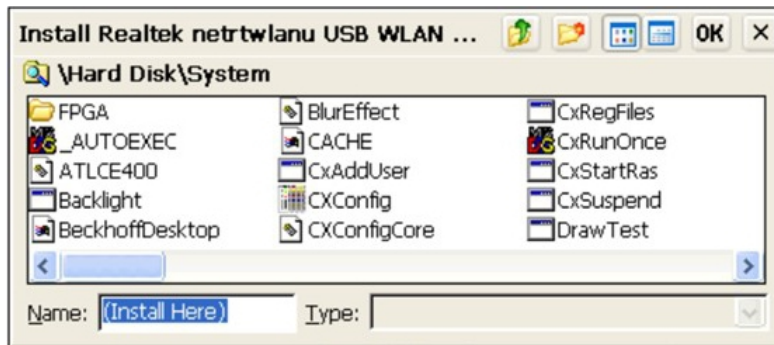 Install Realtek netrtwlanu USB WLAN ... OK
\Hard Disk\System
FPGA BlurEffect CxRegFiles
_AUTOEXEC CACHE CxRunOnce
ATLCE400 CxAddUser CxStartRas
Backlight CXConfig CxSuspend
BeckhoffDesktop CXConfigCore DrawTest
Name: (Install Here) Type: